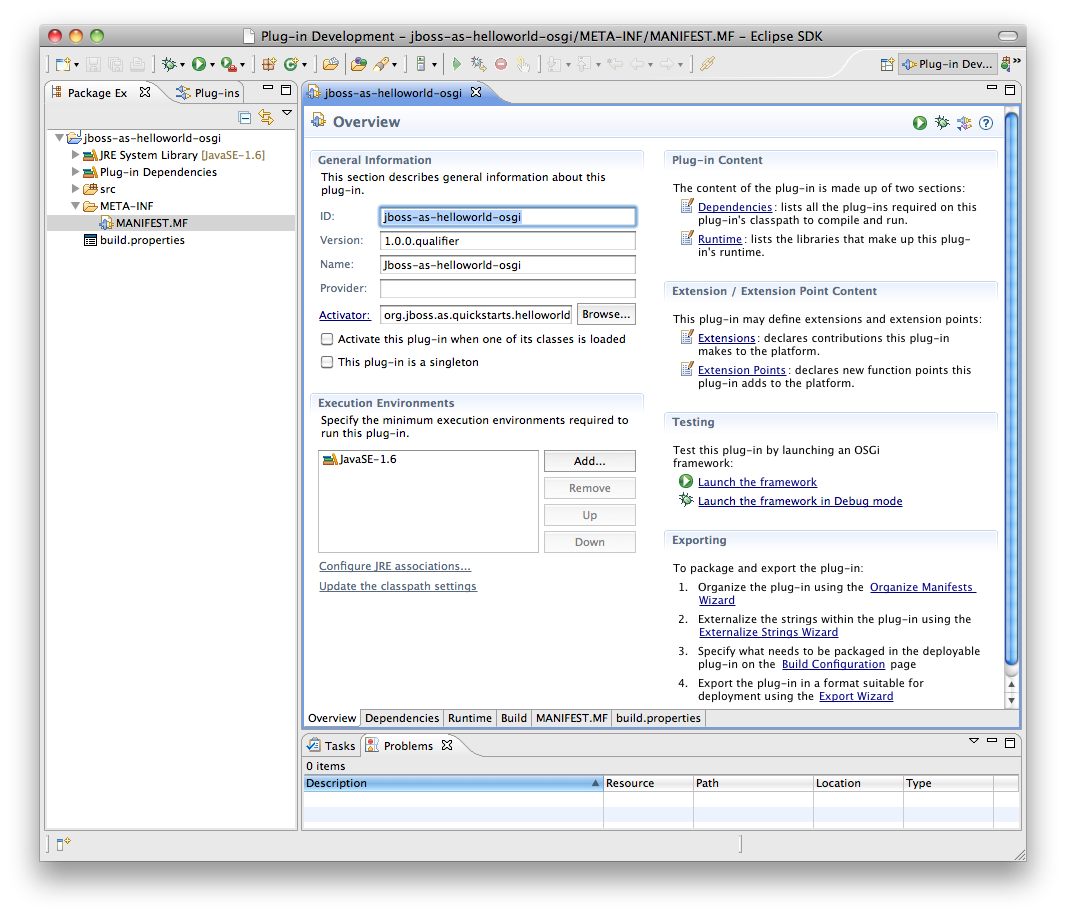 Plug-in Development - jboss-as-helloworld-osgi/META-INF/MANIFEST.MF - Eclipse SDK
Plug-in Dev...
»
Package Ex
Plug-ins
jboss-as-helloworld-osgi
JRE System Library [JavaSE-1.6]
Plug-in Dependencies
src
META-INF
MANIFEST.MF
build.properties
jboss-as-helloworld-osgi
Overview
General Information
This section describes general information about this
plug-in.
ID: jboss-as-helloworld-osgi
Version: 1.0.0.qualifier
Name: Jboss-as-helloworld-osgi
Provider:
Activator: org.jboss.as.quickstarts.helloworld Browse...
Activate this plug-in when one of its classes is loaded
This plug-in is a singleton
Execution Environments
Specify the minimum execution environments required to
run this plug-in.
JavaSE-1.6
Add...
Remove
Up
Down
Configure JRE associations...
Update the classpath settings
Plug-in Content
The content of the plug-in is made up of two sections:
Dependencies: lists all the plug-ins required on this
plug-in's classpath to compile and run.
Runtime: lists the libraries that make up this plug-
in's runtime.
Extension / Extension Point Content
This plug-in may define extensions and extension points:
Extensions: declares contributions this plug-in
makes to the platform.
Extension Points: declares new function points this
plug-in adds to the platform.
Testing
Test this plug-in by launching an OSGi
framework:
Launch the framework
Launch the framework in Debug mode
Exporting
To package and export the plug-in:
1. Organize the plug-in using the Organize Manifests
Wizard
2. Externalize the strings within the plug-in using the
Externalize Strings Wizard
3. Specify what needs to be packaged in the deployable
plug-in on the Build Configuration page
4. Export the plug-in in a format suitable for
deployment using the Export Wizard
Overview Dependencies Runtime Build MANIFEST.MF build.properties
Tasks Problems
0 items
Description Resource Path Location Type